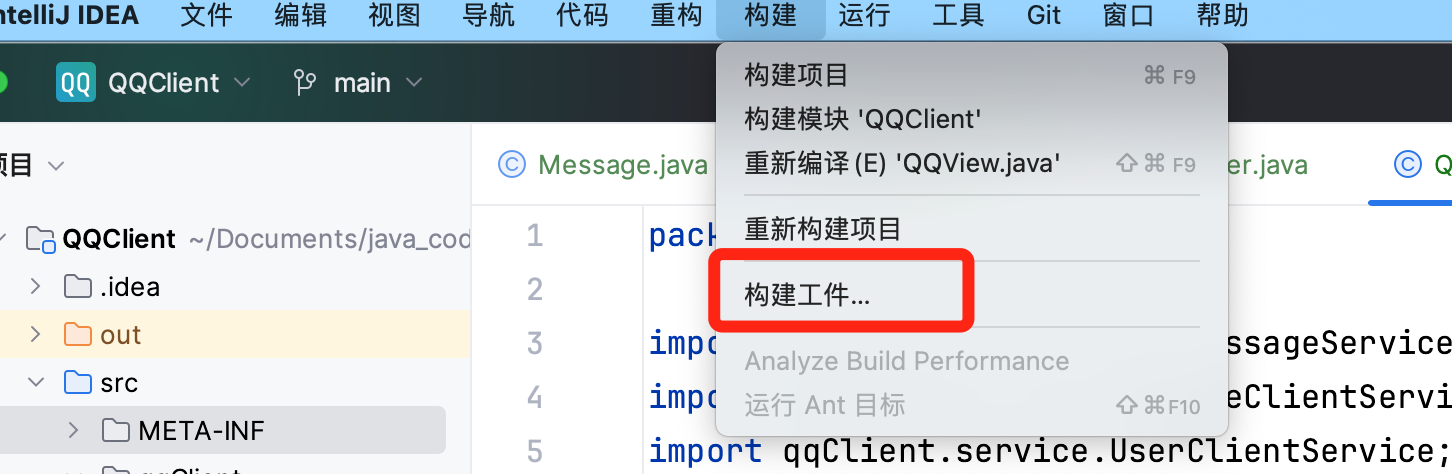 ntelliJ IDEA 文件 编辑 视图 导航 代码 重构 构建 运行 工具 Git 窗口 帮助
QQ QQClient main
构建项目 ⌘ F9
构建模块 'QQClient'
重新编译(E) 'QQView.java' ⇧⌘ F9
重新构建项目
构建工件...
Analyze Build Performance
运行 Ant 目标 ⇧⌘F10
项目
QQClient ~/Documents/java_cod
.idea
out
src
META-INF
qqClient
C Message.java er.java C Q
1 pack
2
3 impo ssageService
4 impo eClientServi
5 import qqClient.service.UserClientService;